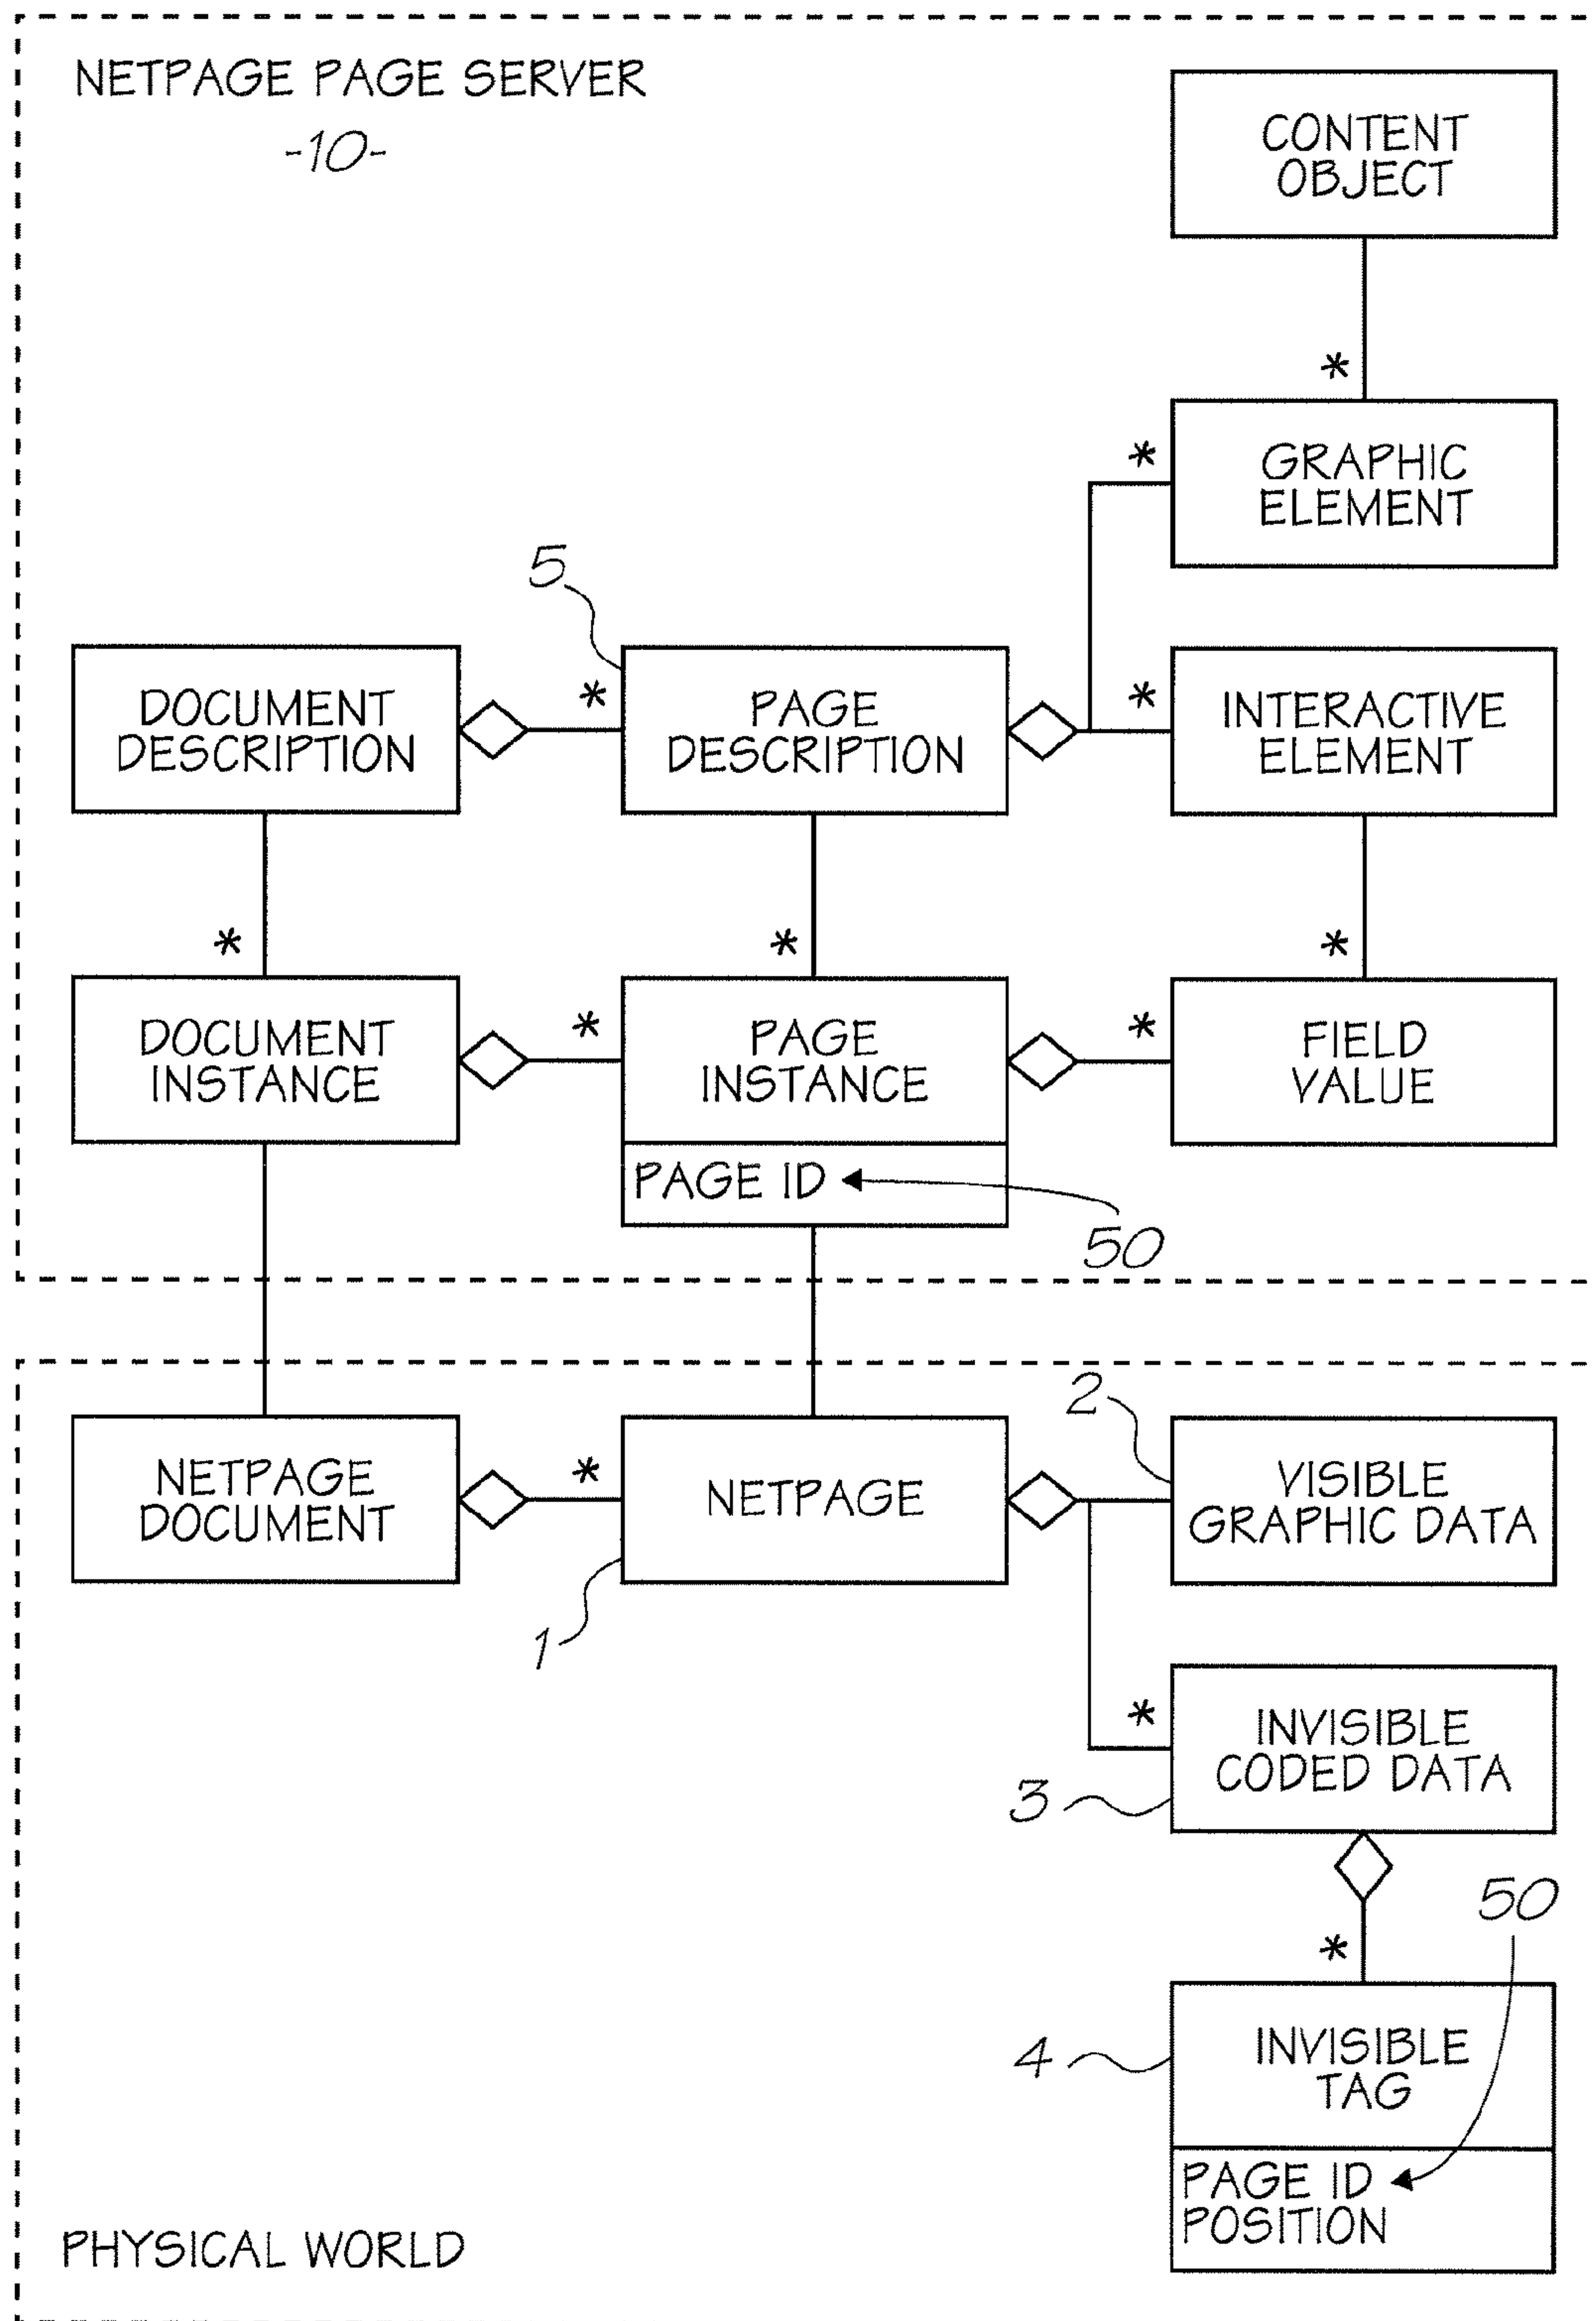 NETPAGE PAGE SERVER
-10-
CONTENT
OBJECT
*
*
GRAPHIC
ELEMENT
5
DOCUMENT
DESCRIPTION
*
PAGE
DESCRIPTION
*
INTERACTIVE
ELEMENT
*
*
*
DOCUMENT
INSTANCE
*
PAGE
INSTANCE
*
FIELD
VALUE
PAGE ID
50
NETPAGE
DOCUMENT
*
NETPAGE
1
2
VISIBLE
GRAPHIC DATA
*
INVISIBLE
CODED DATA
3
50
*
4
INVISIBLE
TAG
PAGE ID
POSITION
PHYSICAL WORLD